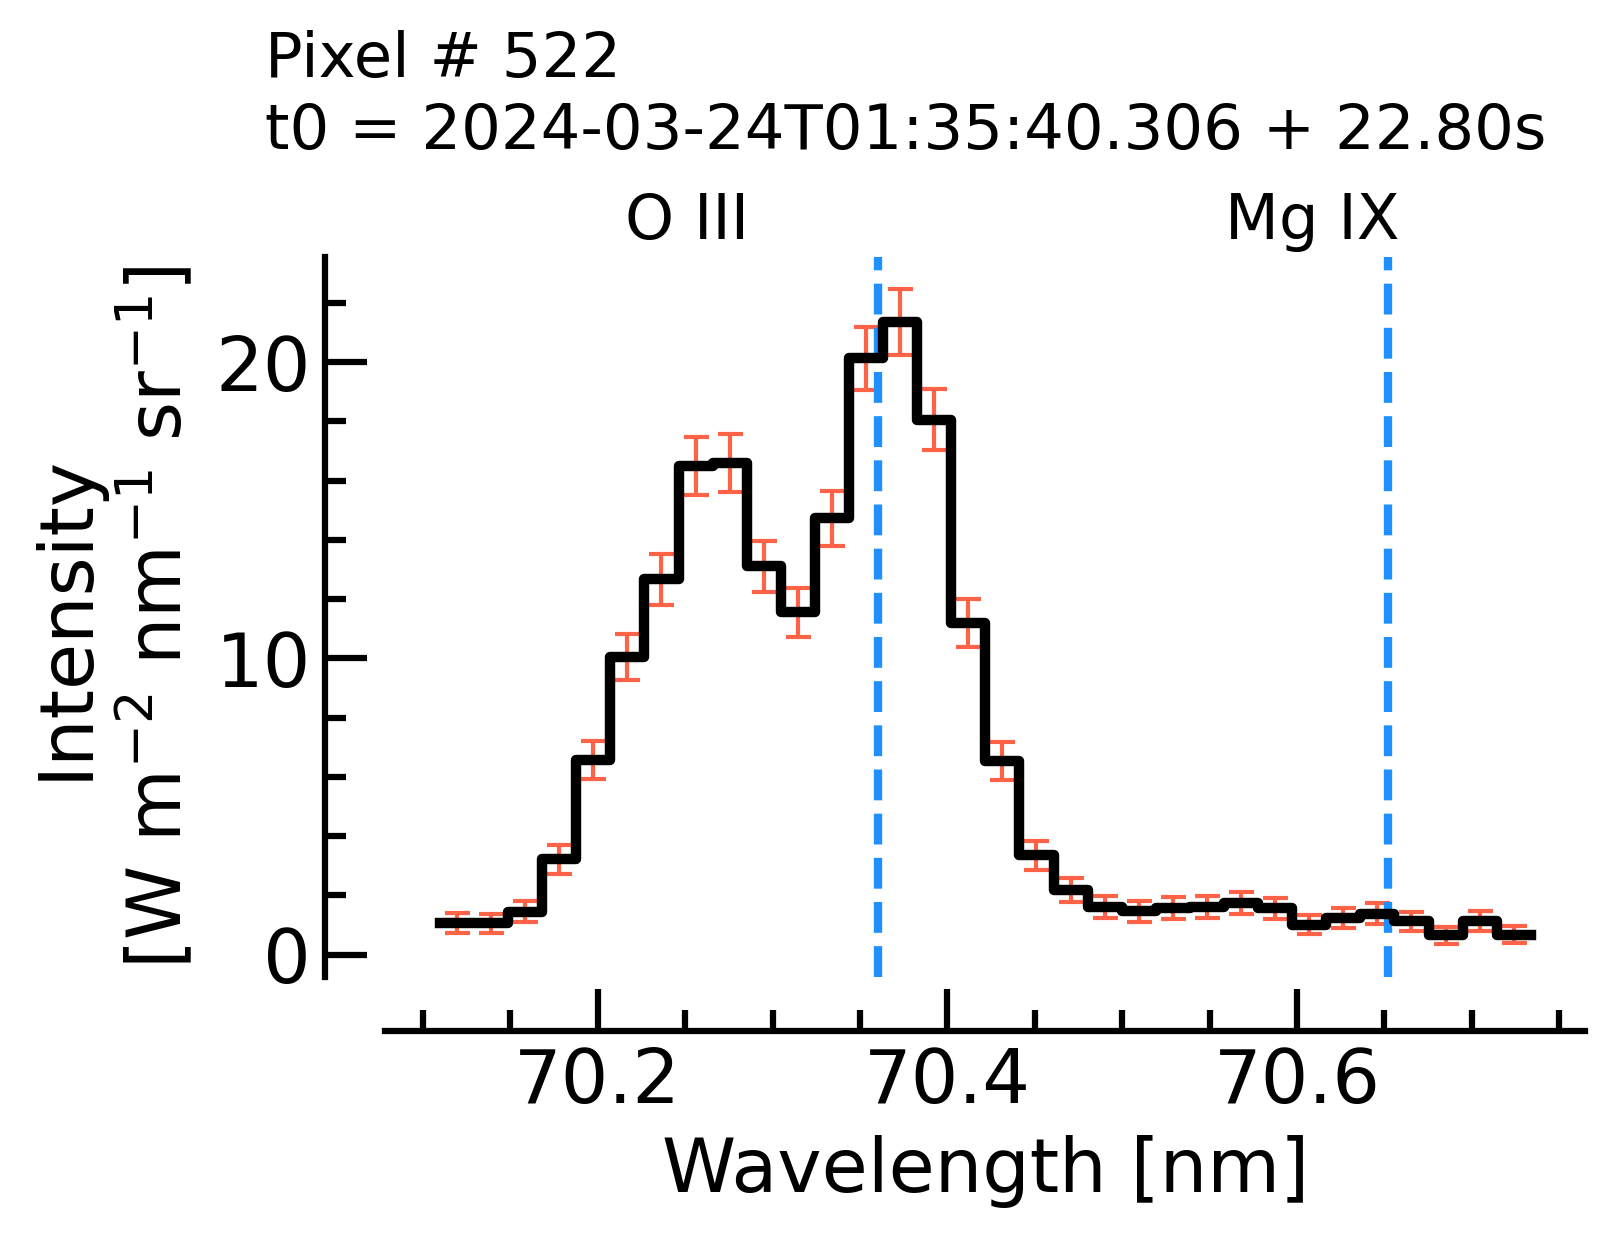 Pixel # 522
t0 = 2024-03-24T01:35:40.306 + 22.80s
O III
Mg IX
Intensity
[W m⁻² nm⁻¹ sr⁻¹]
20
10
0
70.2
70.4
70.6
Wavelength [nm]